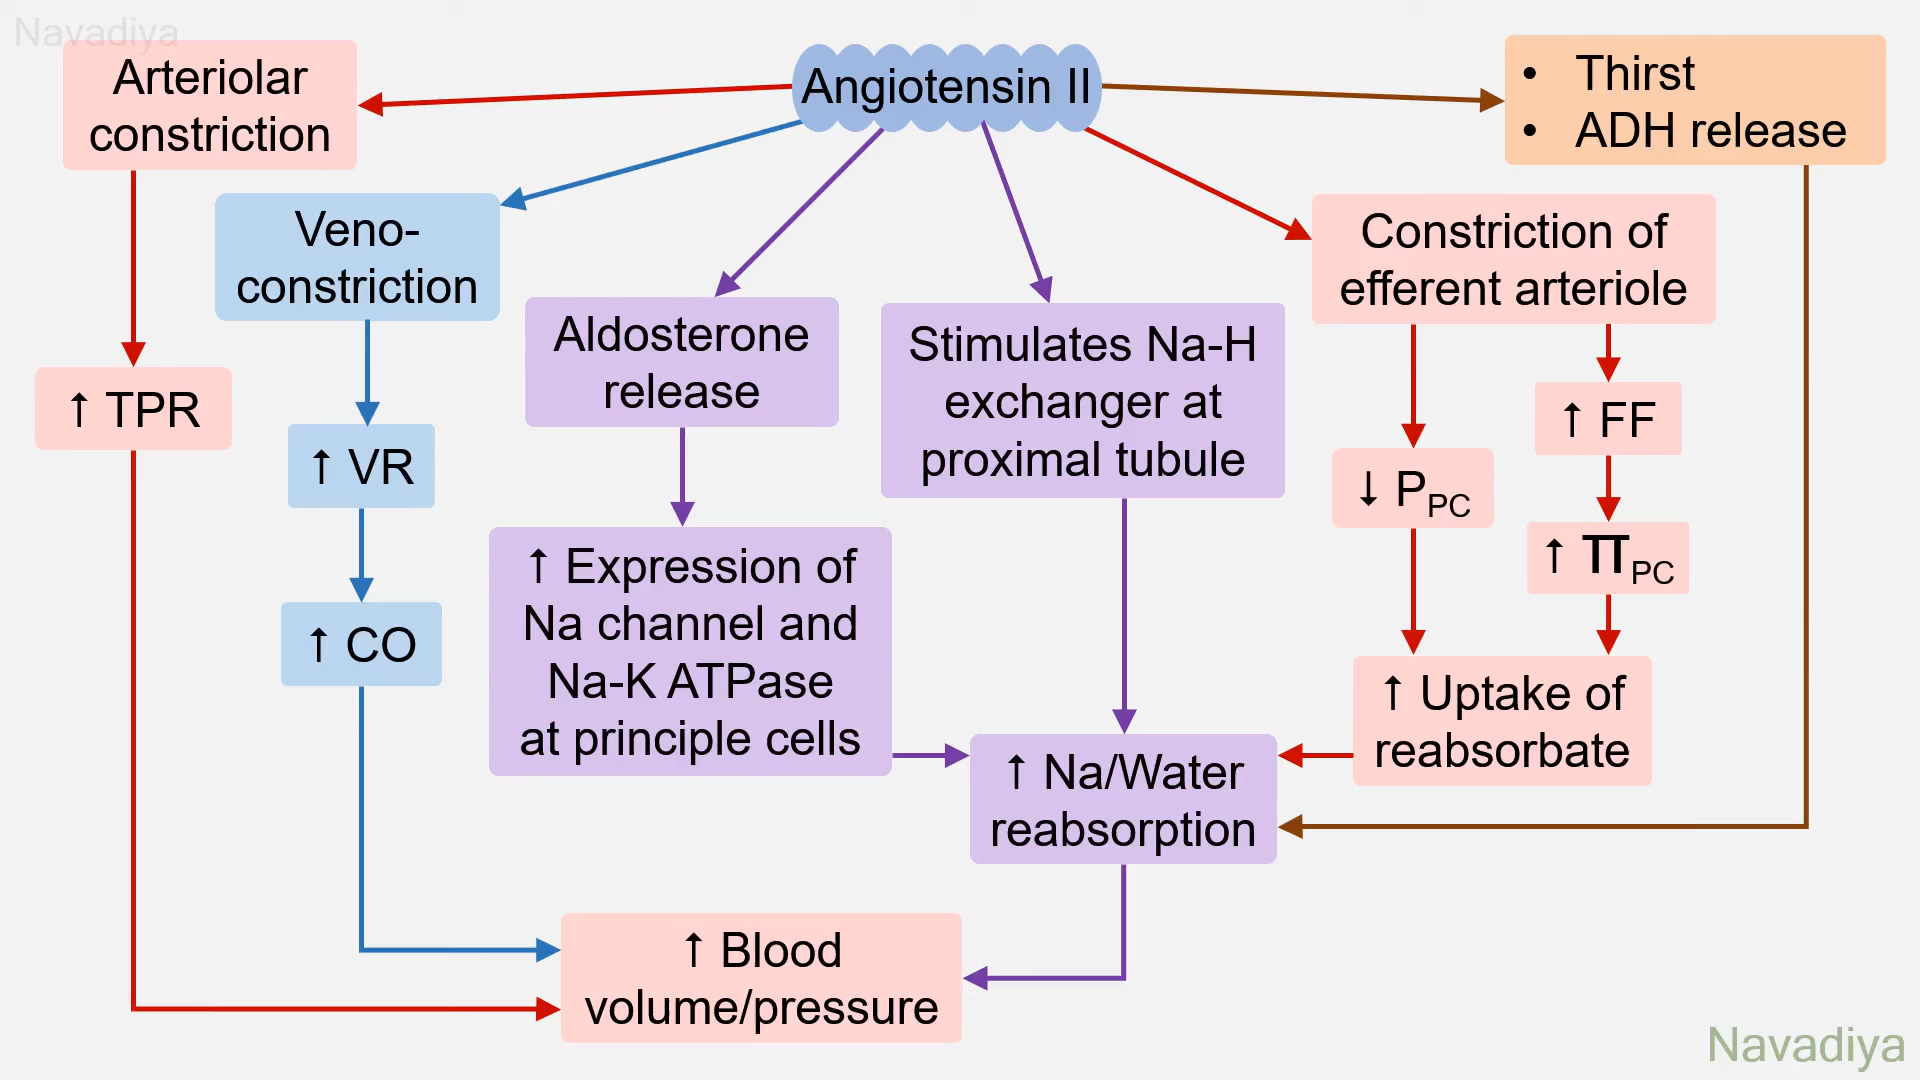 Navadiya
Arteriolar
constriction
Angiotensin II
• Thirst
• ADH release
Veno-
constriction
Constriction of
efferent arteriole
Aldosterone
release
Stimulates Na-H
exchanger at
proximal tubule
↑ TPR
↑ VR
↑ FF
↓ P_PC
↑ Expression of
Na channel and
Na-K ATPase
at principle cells
↑ π_PC
↑ CO
↑ Uptake of
reabsorbate
↑ Na/Water
reabsorption
↑ Blood
volume/pressure
Navadiya